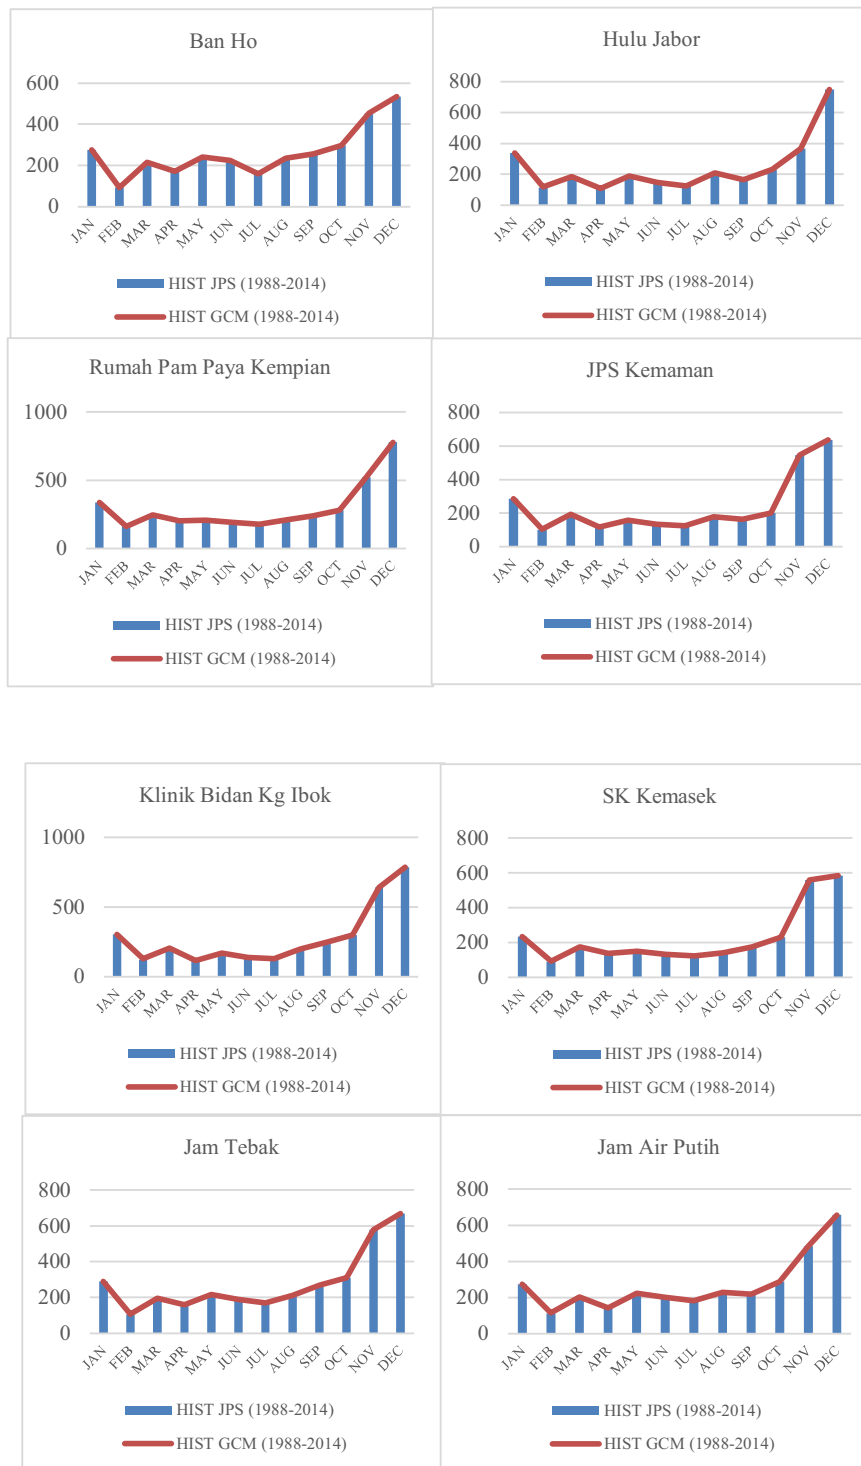 Ban Ho
600
400
200
0
JAN FEB MAR APR MAY JUN JUL AUG SEP OCT NOV DEC
HIST JPS (1988-2014)
HIST GCM (1988-2014)
Hulu Jabor
800
600
400
200
0
JAN FEB MAR APR MAY JUN JUL AUG SEP OCT NOV DEC
HIST JPS (1988-2014)
HIST GCM (1988-2014)
Rumah Pam Paya Kempian
1000
500
0
JAN FEB MAR APR MAY JUN JUL AUG SEP OCT NOV DEC
HIST JPS (1988-2014)
HIST GCM (1988-2014)
JPS Kemaman
800
600
400
200
0
JAN FEB MAR APR MAY JUN JUL AUG SEP OCT NOV DEC
HIST JPS (1988-2014)
HIST GCM (1988-2014)
Klinik Bidan Kg Ibok
1000
500
0
JAN FEB MAR APR MAY JUN JUL AUG SEP OCT NOV DEC
HIST JPS (1988-2014)
HIST GCM (1988-2014)
SK Kemasek
800
600
400
200
0
JAN FEB MAR APR MAY JUN JUL AUG SEP OCT NOV DEC
HIST JPS (1988-2014)
HIST GCM (1988-2014)
Jam Tebak
800
600
400
200
0
JAN FEB MAR APR MAY JUN JUL AUG SEP OCT NOV DEC
HIST JPS (1988-2014)
HIST GCM (1988-2014)
Jam Air Putih
800
600
400
200
0
JAN FEB MAR APR MAY JUN JUL AUG SEP OCT NOV DEC
HIST JPS (1988-2014)
HIST GCM (1988-2014)